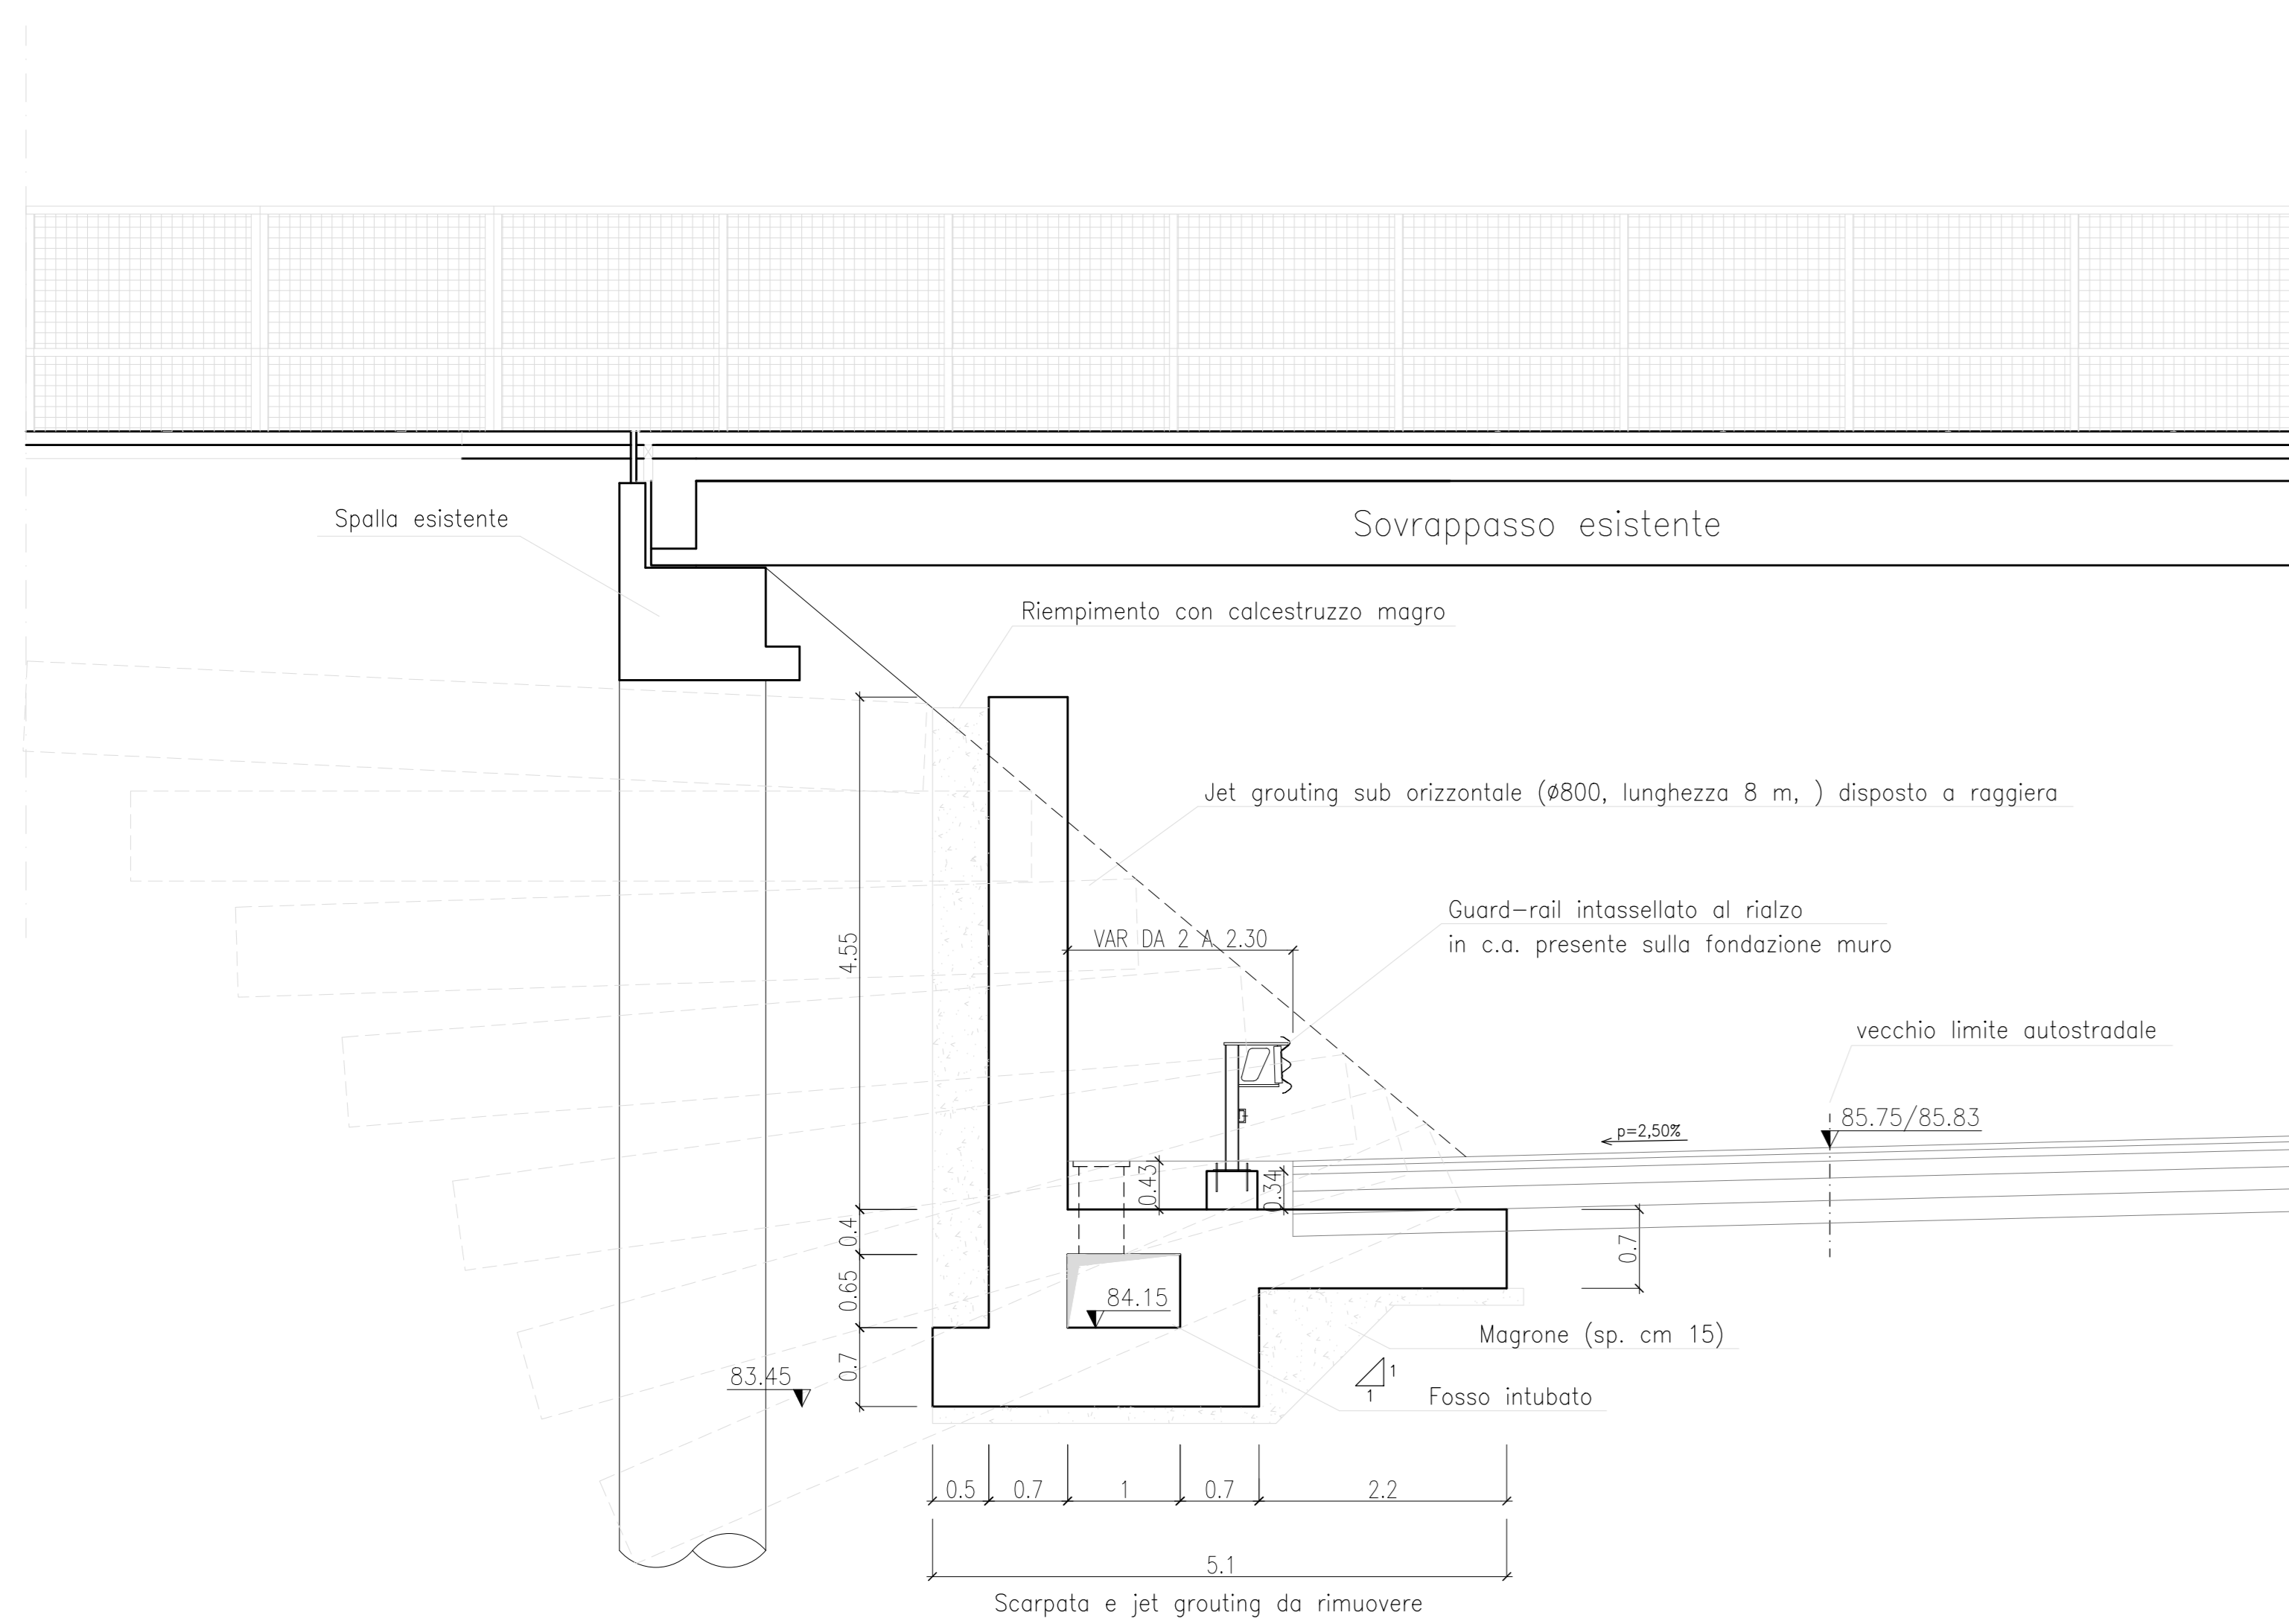 Spalla esistente
Sovrappasso esistente
Riempimento con calcestruzzo magro
Jet grouting sub orizzontale (ø800, lunghezza 8 m, ) disposto a raggiera
Guard-rail intassellato al rialzo
in c.a. presente sulla fondazione muro
VAR DA 2 A 2.30
4.55
vecchio limite autostradale
85.75/85.83
p=2,50%
0.43
0.34
0.4
0.7
0.65
84.15
Magrone (sp. cm 15)
0.7
83.45
1
1
Fosso intubato
0.5
0.7
1
0.7
2.2
5.1
Scarpata e jet grouting da rimuovere